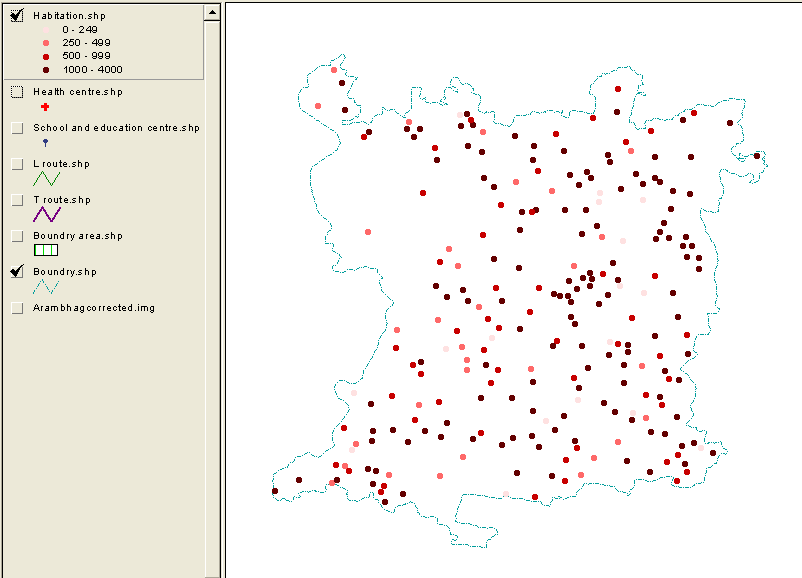 Habitation.shp
0 - 249
250 - 499
500 - 999
1000 - 4000
Health centre.shp
School and education centre.shp
L route.shp
T route.shp
Boundry area.shp
Boundry.shp
Arambhagcorrected.img